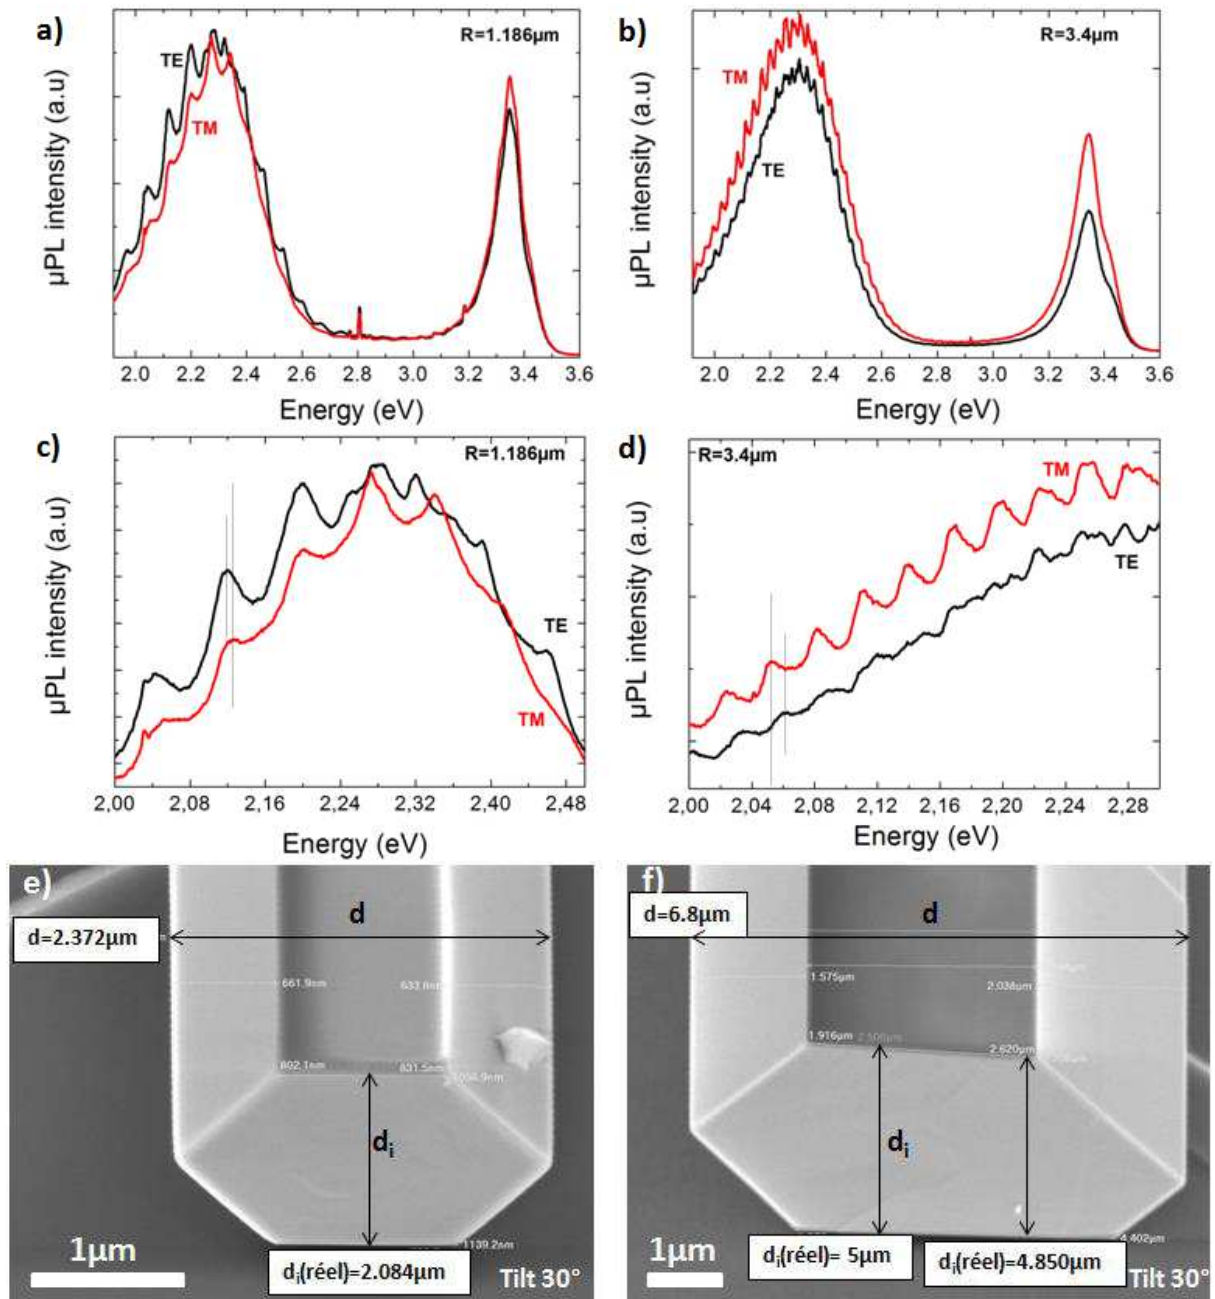 a)
R=1.186µm
TE
TM
µPL intensity (a.u)
2.0 2.2 2.4 2.6 2.8 3.0 3.2 3.4 3.6
Energy (eV)
b)
R=3.4µm
TM
TE
µPL intensity (a.u)
2.0 2.2 2.4 2.6 2.8 3.0 3.2 3.4 3.6
Energy (eV)
c)
R=1.186µm
TE
TM
µPL intensity (a.u)
2,00 2,08 2,16 2,24 2,32 2,40 2,48
Energy (eV)
d)
R=3.4µm
TM
TE
µPL intensity (a.u)
2,00 2,04 2,08 2,12 2,16 2,20 2,24 2,28
Energy (eV)
e)
d
d=2.372µm
661.9nm
633.8nm
802.1nm
831.5nm
di
1139.2nm
1µm
di(réel)=2.084µm
Tilt 30°
f)
d=6.8µm
d
1.575µm
2.038µm
1.916µm
2.620µm
di
4.402µm
1µm
di(réel)= 5µm
di(réel)=4.850µm
Tilt 30°